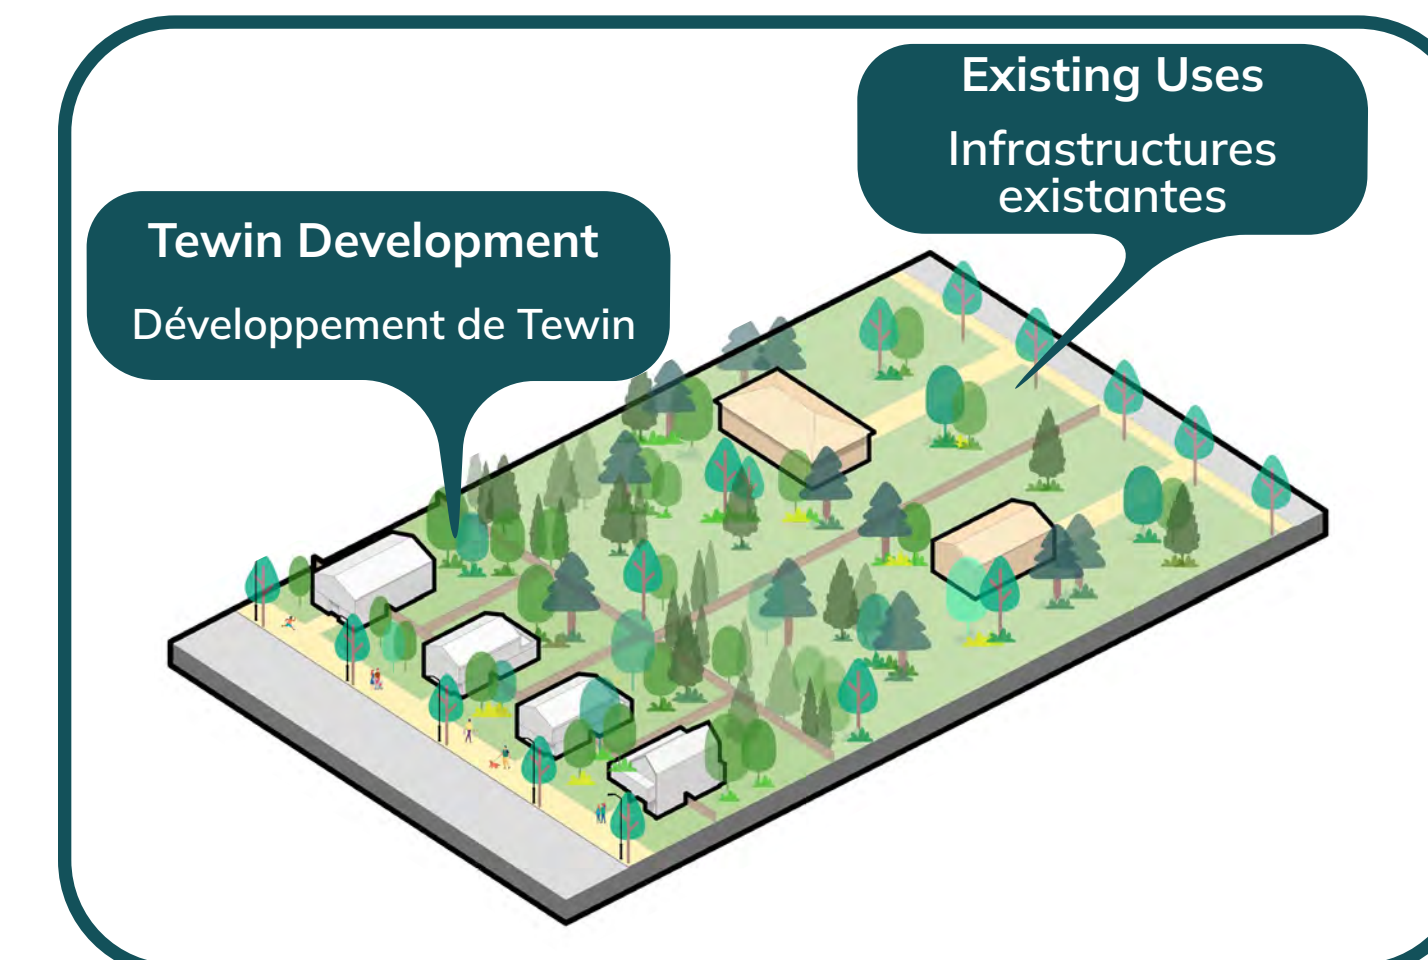 Existing Uses
Infrastructures
existantes
Tewin Development
Développement de Tewin